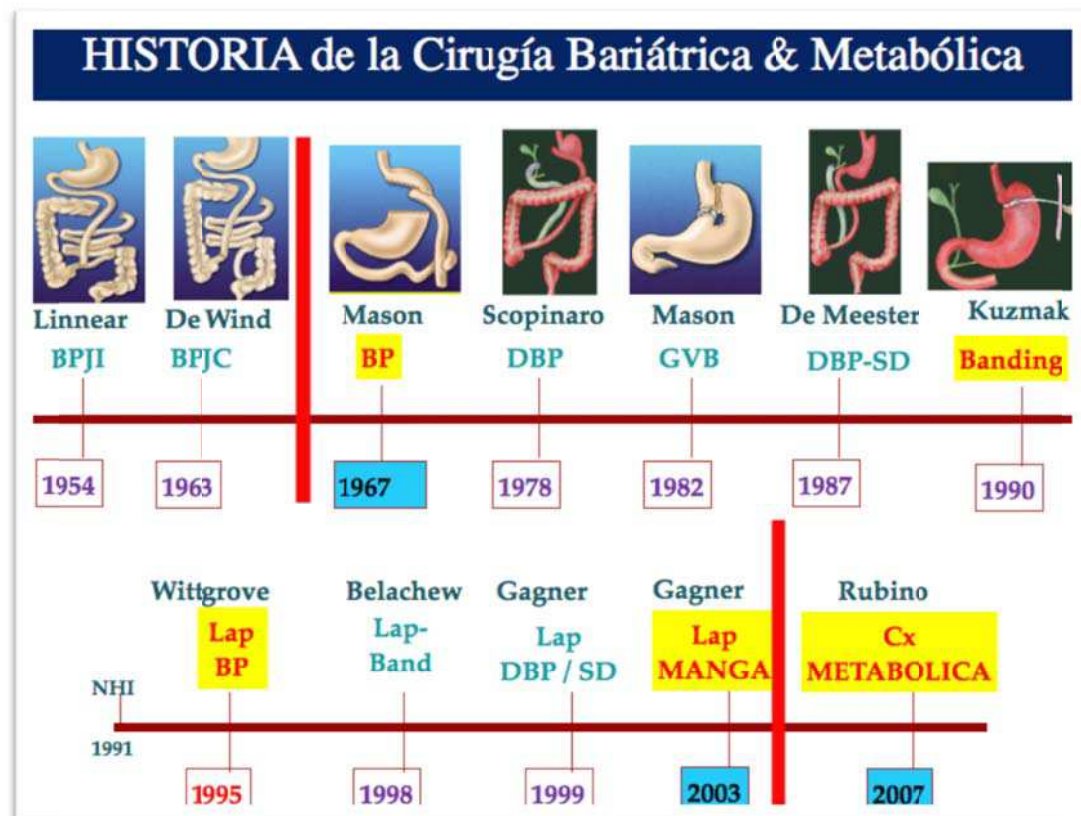 HISTORIA de la Cirugía Bariátrica & Metabólica
Linnear De Wind Mason Scopinaro Mason De Meester Kuzmak
BPJI BPJC BP DBP GVB DBP-SD Banding
1954 1963 1967 1978 1982 1987 1990
Wittgrove Belachew Gagner Gagner Rubino
Lap Lap- Lap Lap Cx
BP Band DBP / SD MANGA METABOLICA
NHI
1991
1995 1998 1999 2003 2007